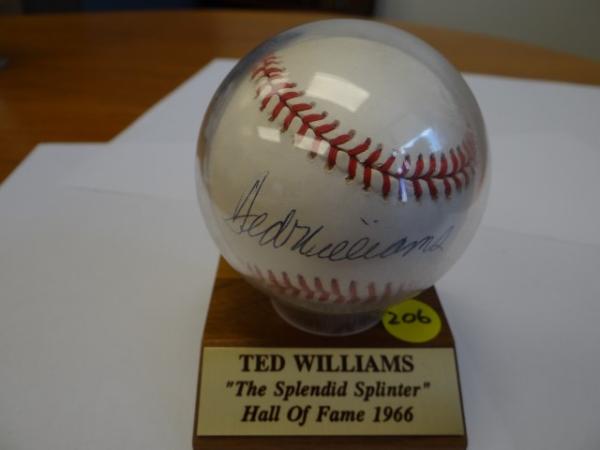 Ted Williams
206
TED WILLIAMS
"The Splendid Splinter"
Hall Of Fame 1966